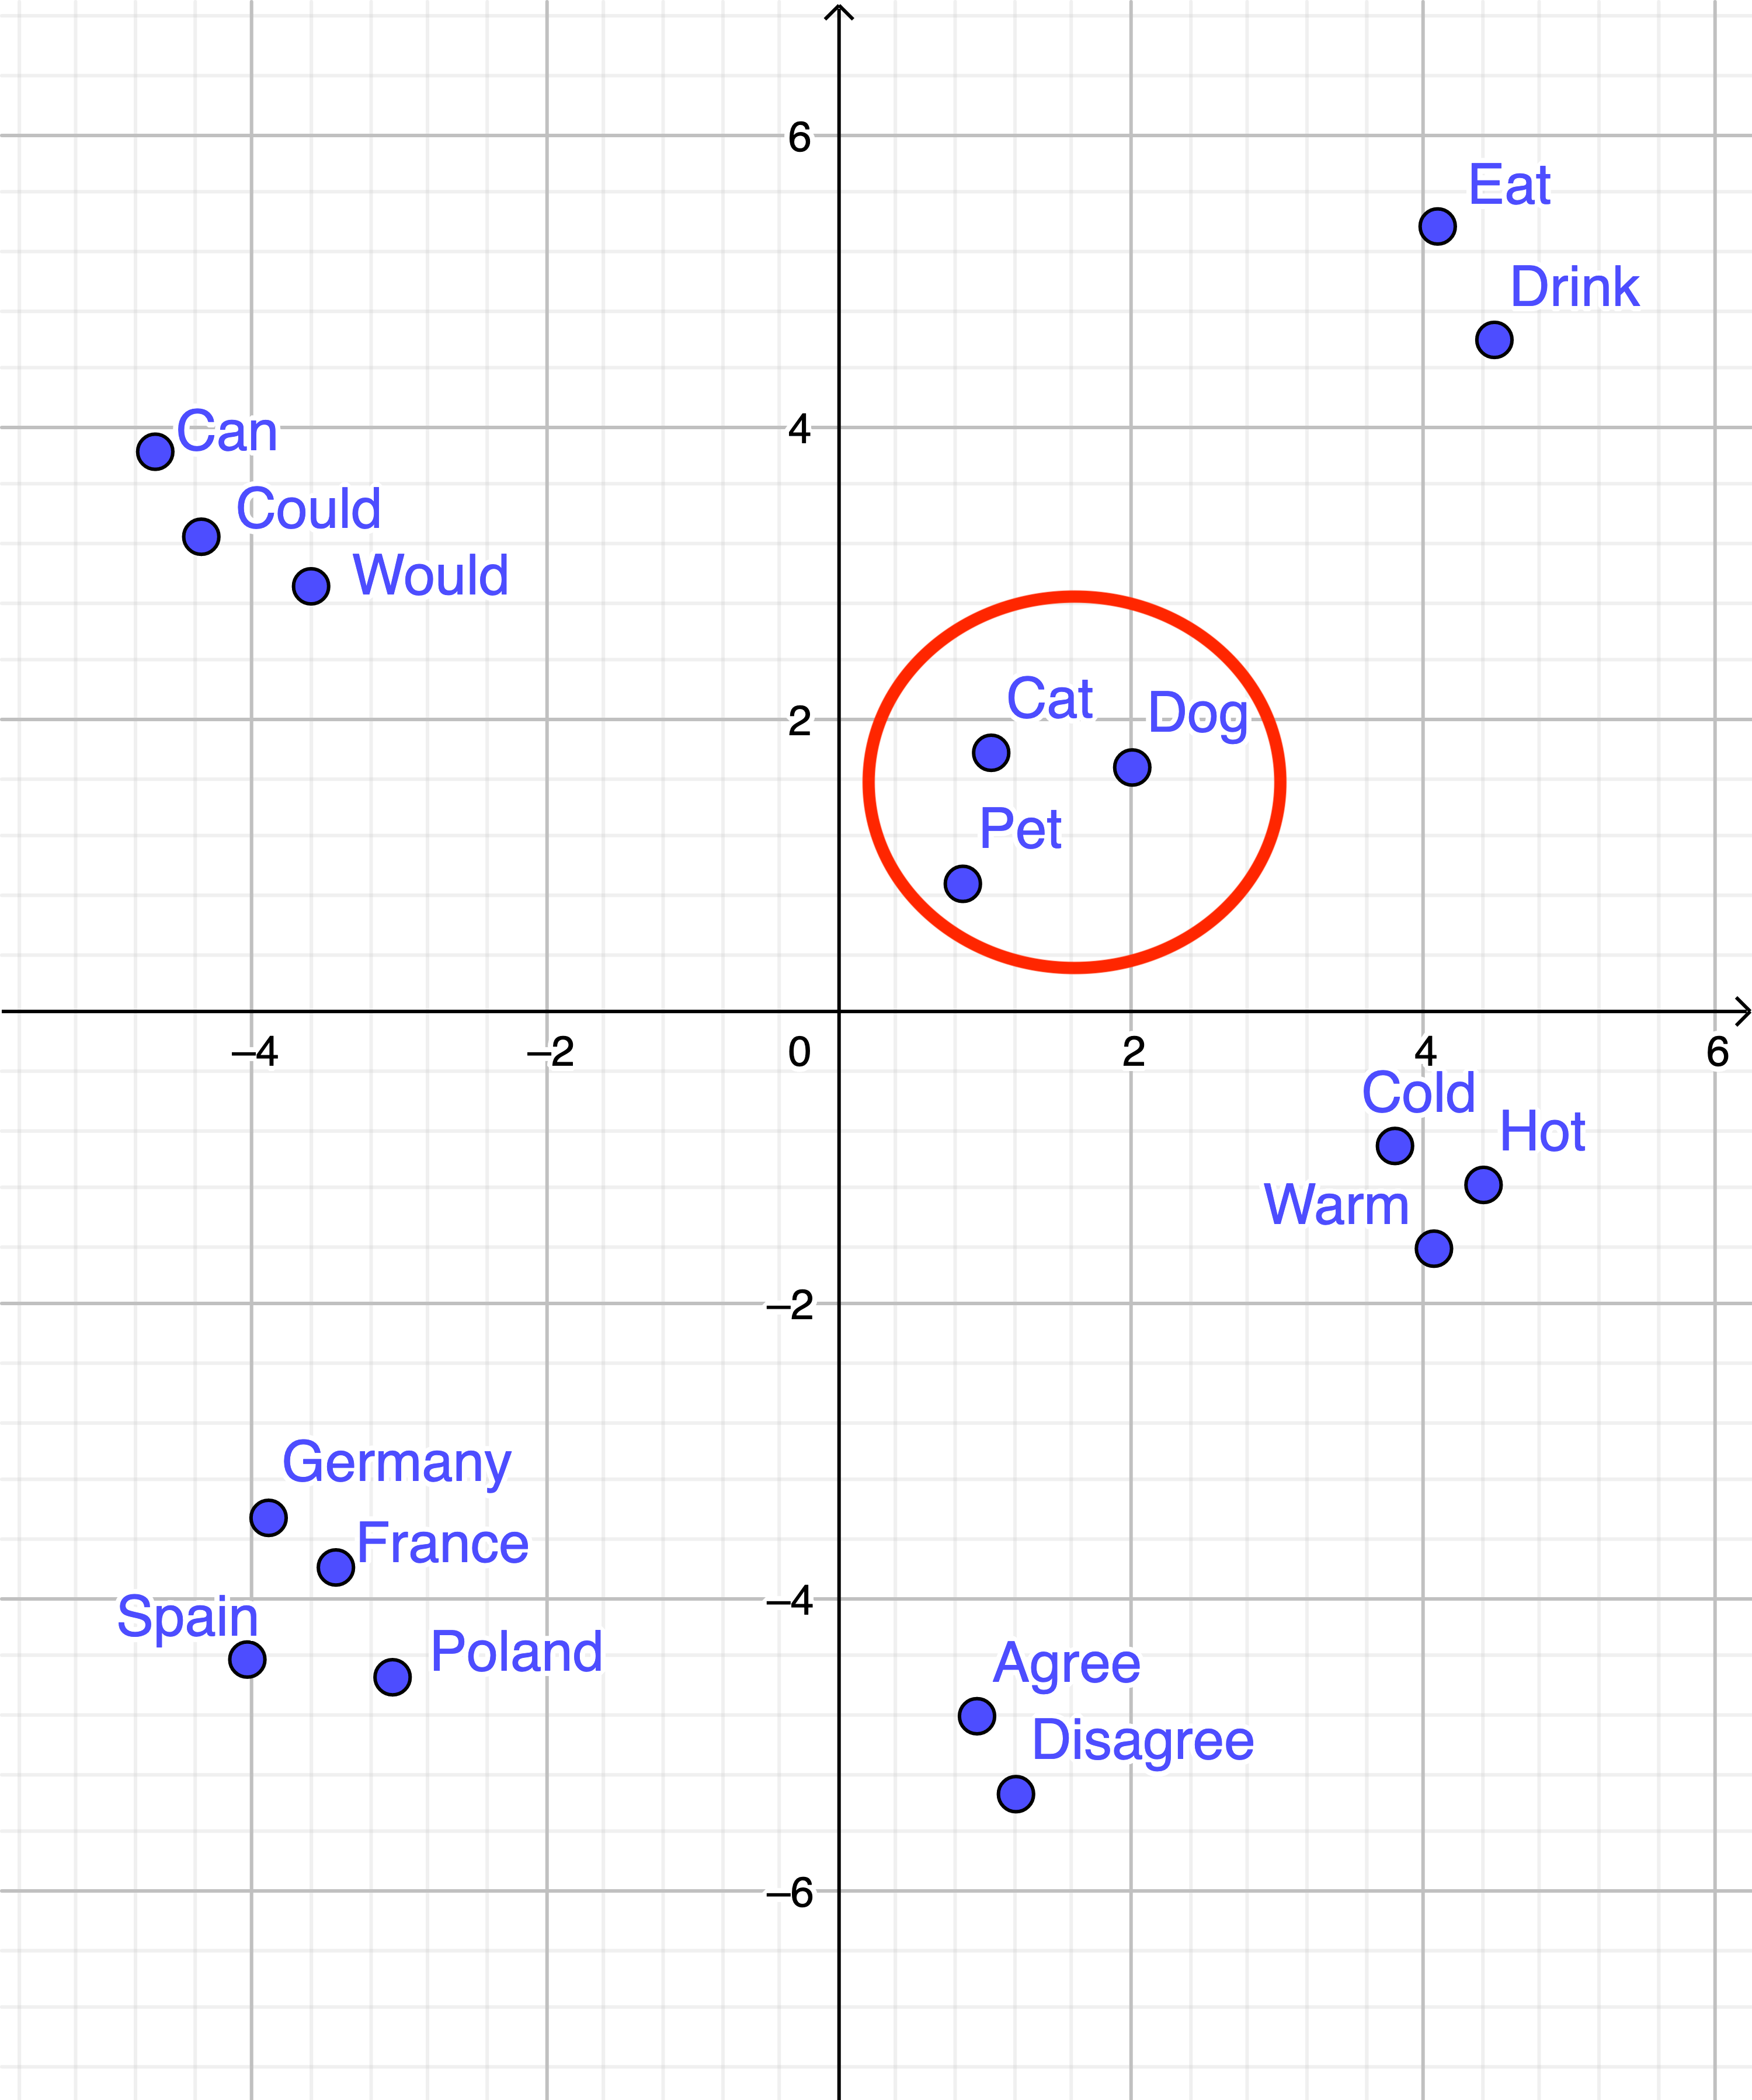 6
Eat
Drink
4
Can
Could
Would
2
Cat
Dog
Pet
–4
–2
0
2
4
6
Cold
Hot
Warm
–2
Germany
France
Spain
Poland
–4
Agree
Disagree
–6